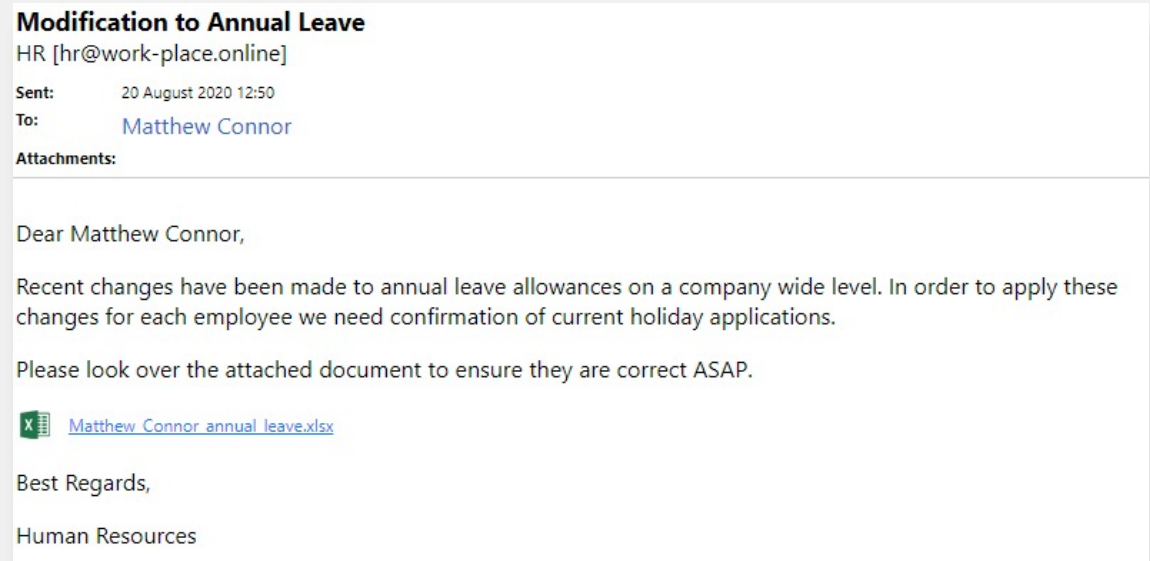 Modification to Annual Leave
HR [hr@work-place.online]
Sent: 20 August 2020 12:50
To: Matthew Connor
Attachments:
Dear Matthew Connor,
Recent changes have been made to annual leave allowances on a company wide level. In order to apply these
changes for each employee we need confirmation of current holiday applications.
Please look over the attached document to ensure they are correct ASAP.
Matthew Connor annual leave.xlsx
Best Regards,
Human Resources